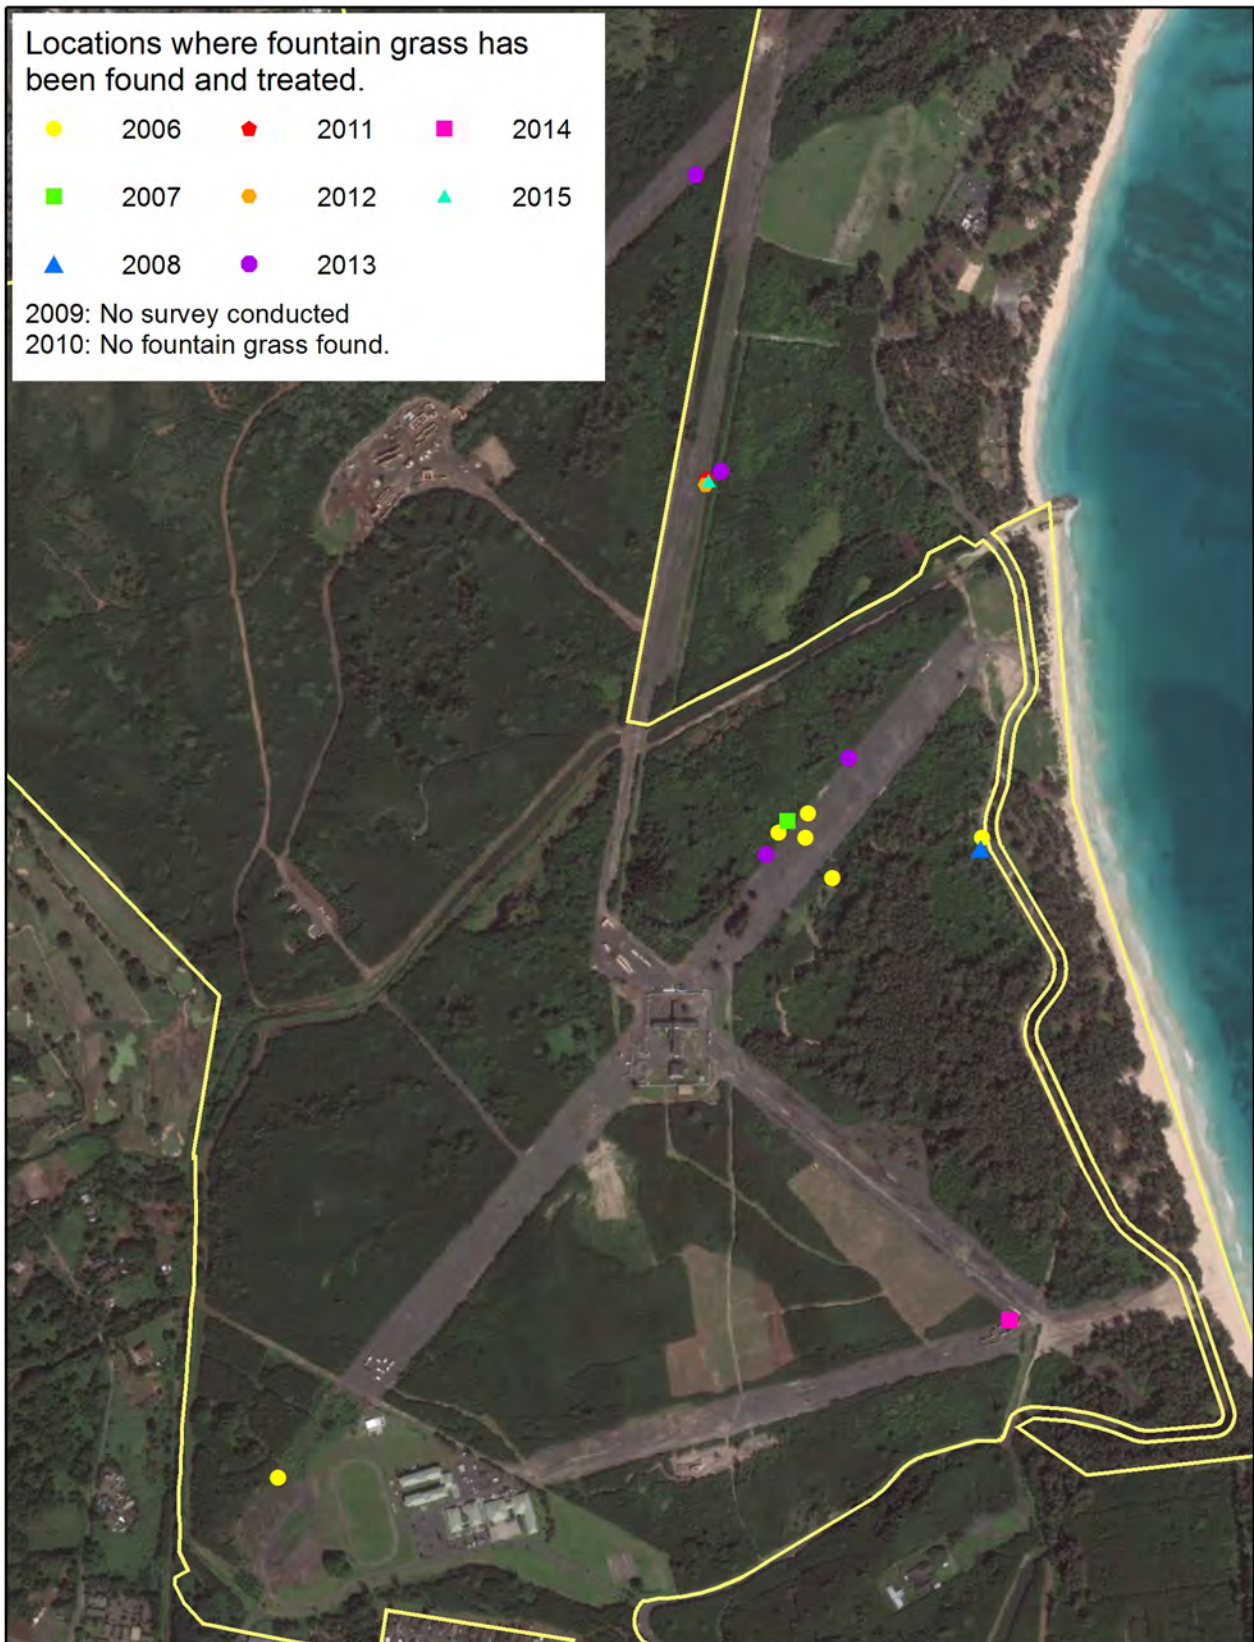 Locations where fountain grass has
been found and treated.
2006 2011 2014
2007 2012 2015
2008 2013
2009: No survey conducted
2010: No fountain grass found.